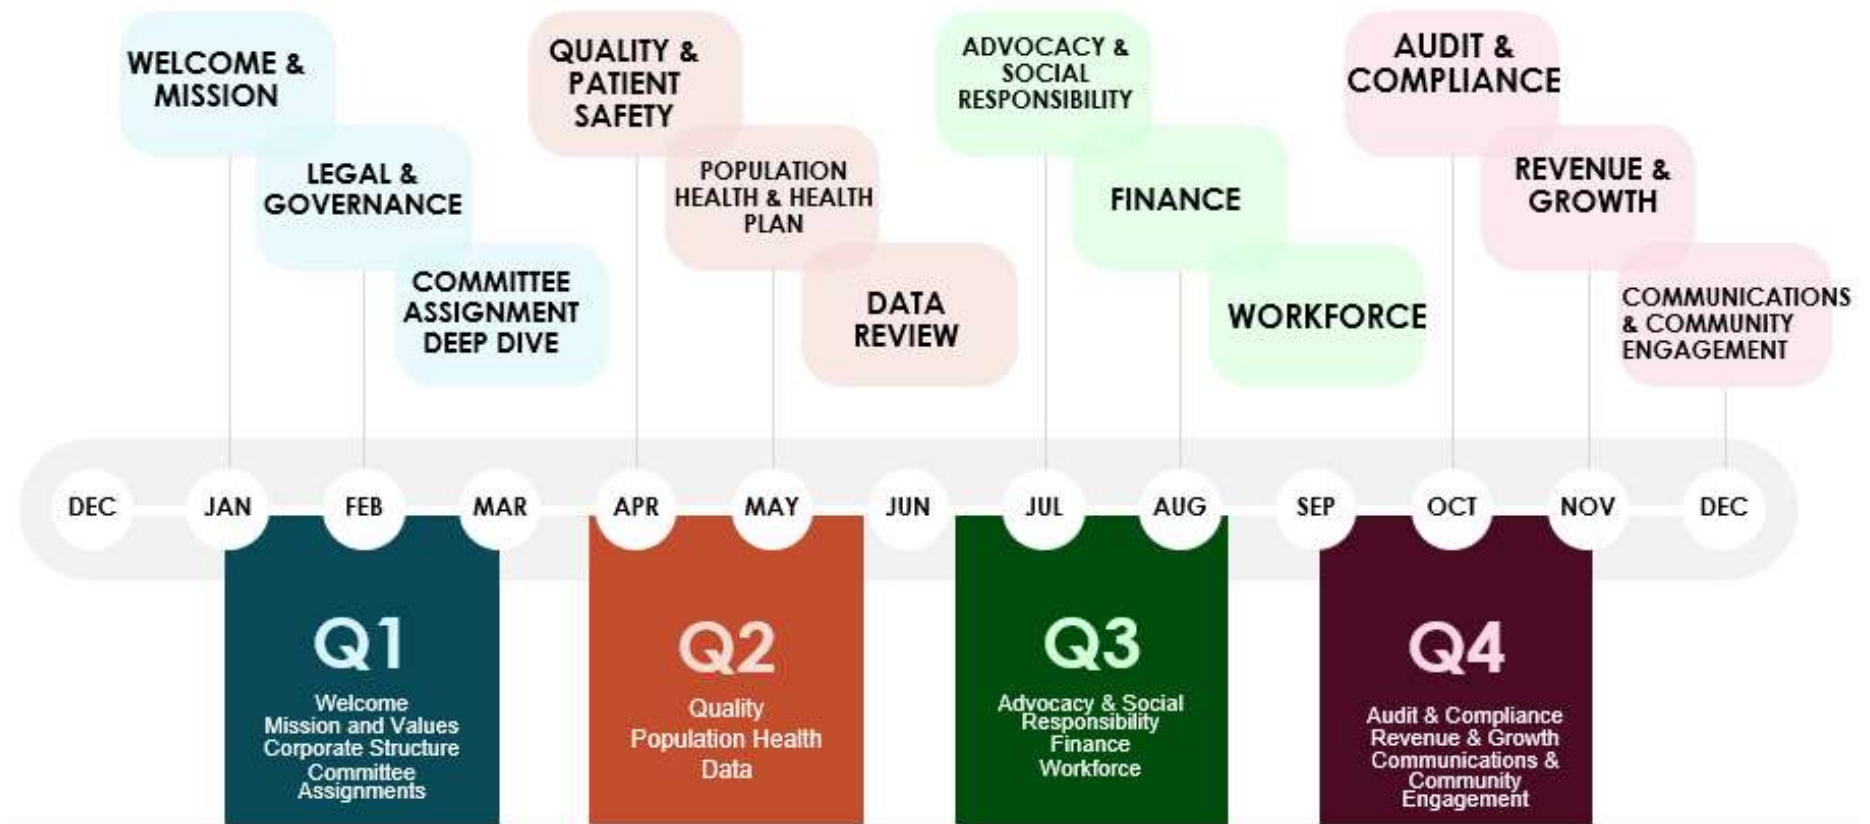 WELCOME &
MISSION
LEGAL &
GOVERNANCE
COMMITTEE
ASSIGNMENT
DEEP DIVE
QUALITY &
PATIENT
SAFETY
POPULATION
HEALTH & HEALTH
PLAN
DATA
REVIEW
ADVOCACY &
SOCIAL
RESPONSIBILITY
FINANCE
WORKFORCE
AUDIT &
COMPLIANCE
REVENUE &
GROWTH
COMMUNICATIONS
& COMMUNITY
ENGAGEMENT
DEC
JAN
FEB
MAR
APR
MAY
JUN
JUL
AUG
SEP
OCT
NOV
DEC
Q1
Welcome
Mission and Values
Corporate Structure
Committee
Assignments
Q2
Quality
Population Health
Data
Q3
Advocacy & Social
Responsibility
Finance
Workforce
Q4
Audit & Compliance
Revenue & Growth
Communications &
Community
Engagement